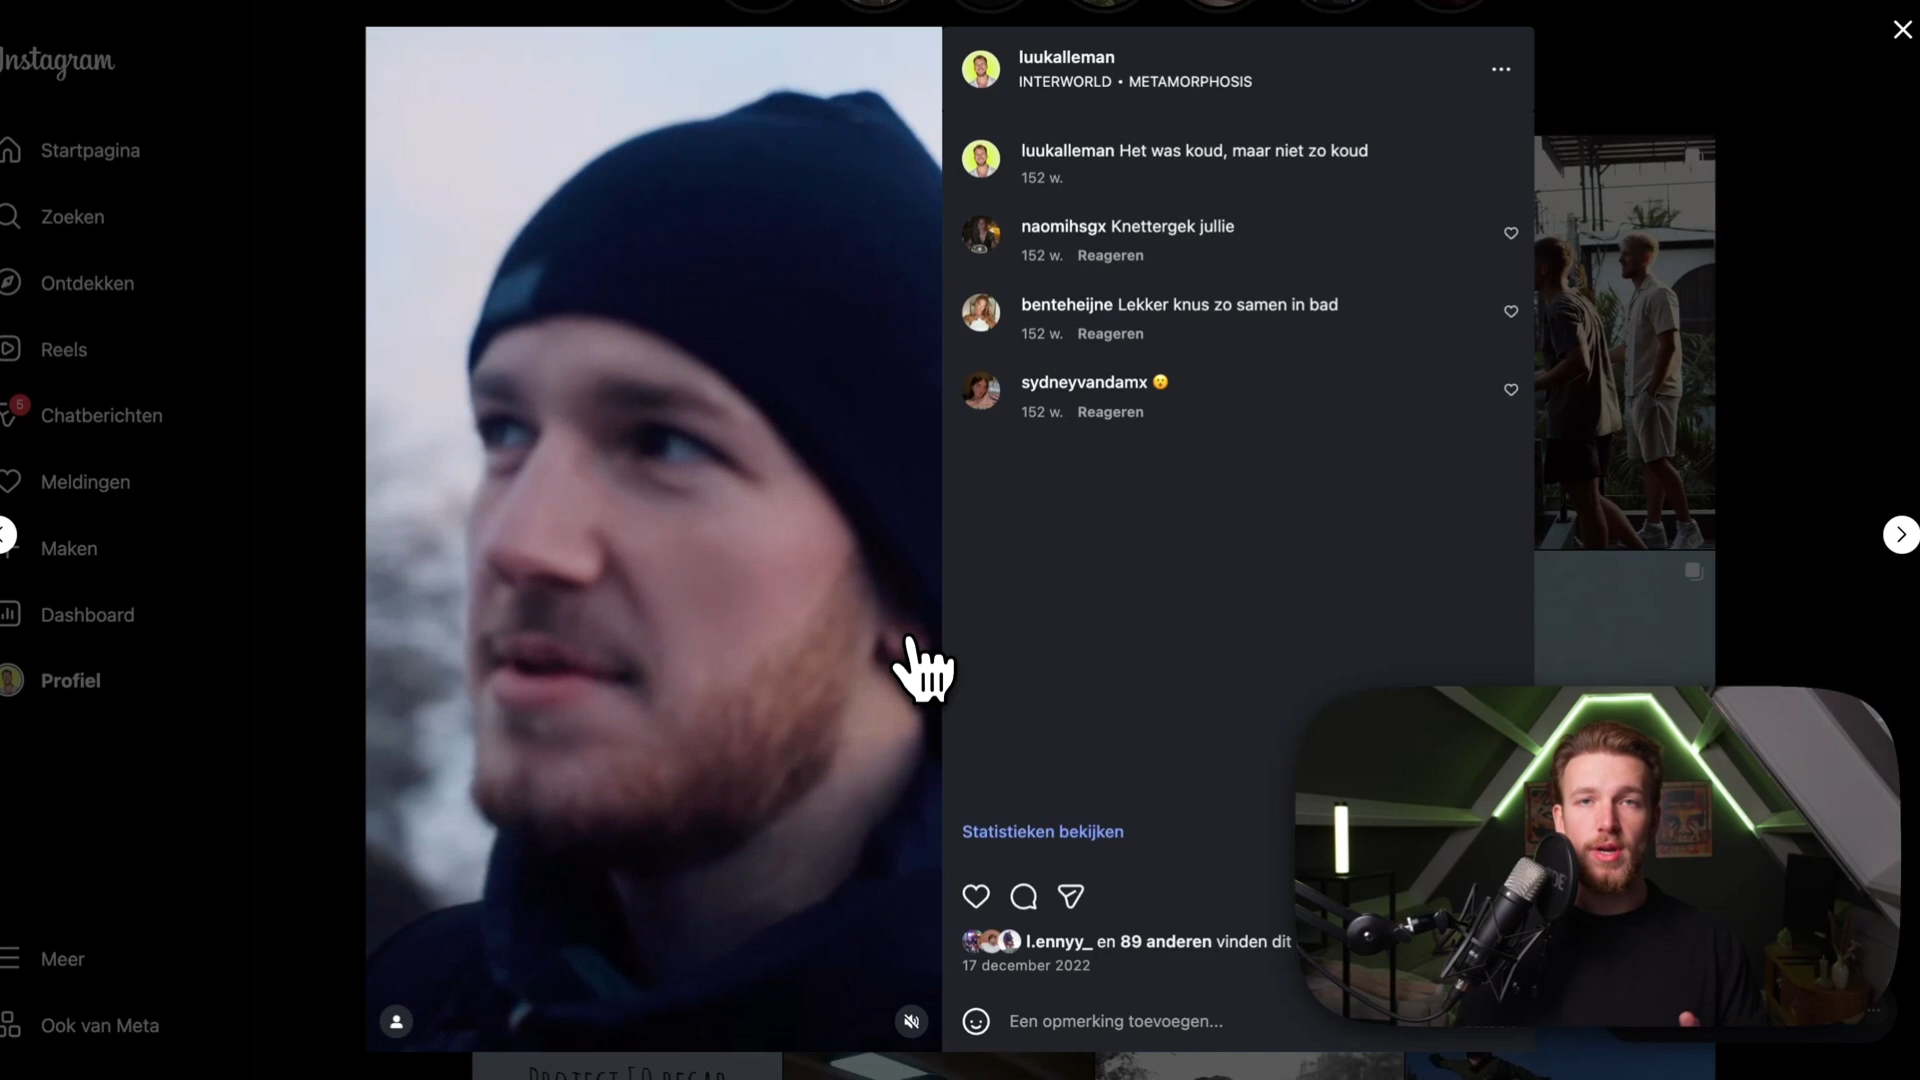 Instagram
Startpagina
Zoeken
Ontdekken
Reels
5
Chatberichten
Meldingen
Maken
Dashboard
Profiel
Meer
Ook van Meta
luukalleman
INTERWORLD • METAMORPHOSIS
luukalleman Het was koud, maar niet zo koud
152 w.
naomihsgx Knettergek jullie
152 w. Reageren
benteheijne Lekker knus zo samen in bad
152 w. Reageren
sydneyvandamx 😮
152 w. Reageren
Statistieken bekijken
l.ennyy_ en 89 anderen vinden dit
17 december 2022
Een opmerking toevoegen...